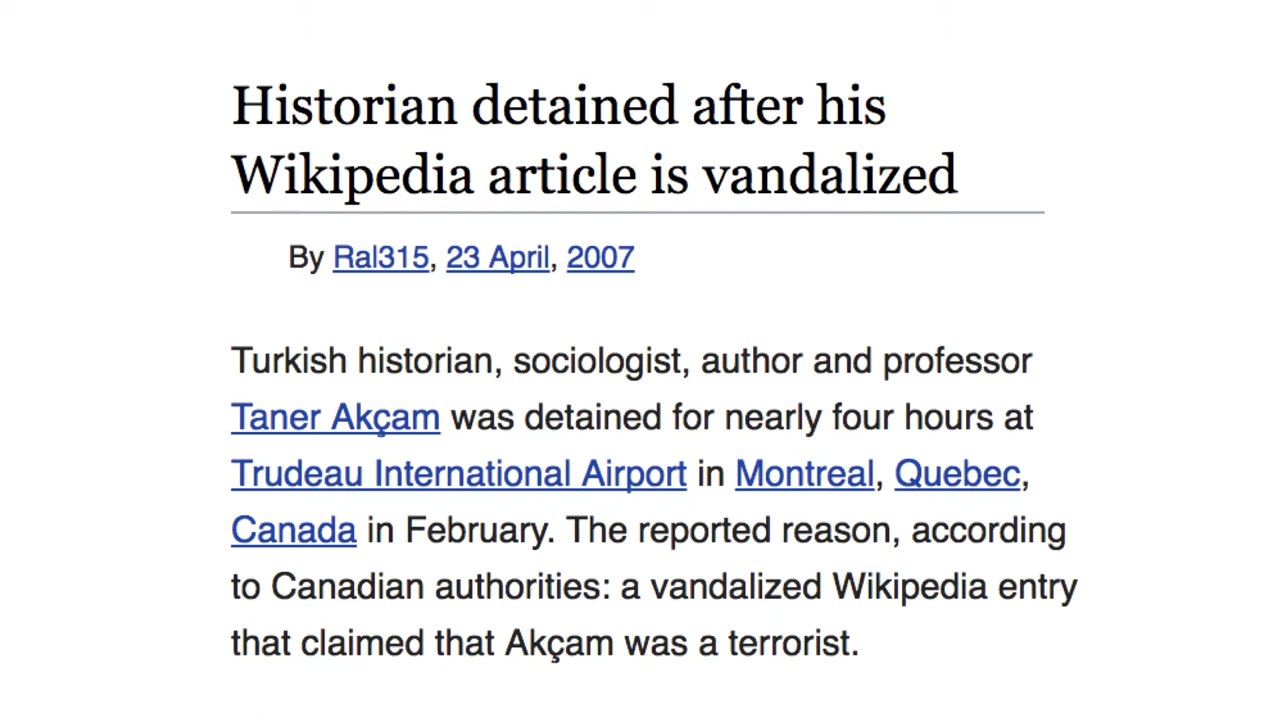 Historian detained after his
Wikipedia article is vandalized
By Ral315, 23 April, 2007
Turkish historian, sociologist, author and professor
Taner Akçam was detained for nearly four hours at
Trudeau International Airport in Montreal, Quebec,
Canada in February. The reported reason, according
to Canadian authorities: a vandalized Wikipedia entry
that claimed that Akçam was a terrorist.